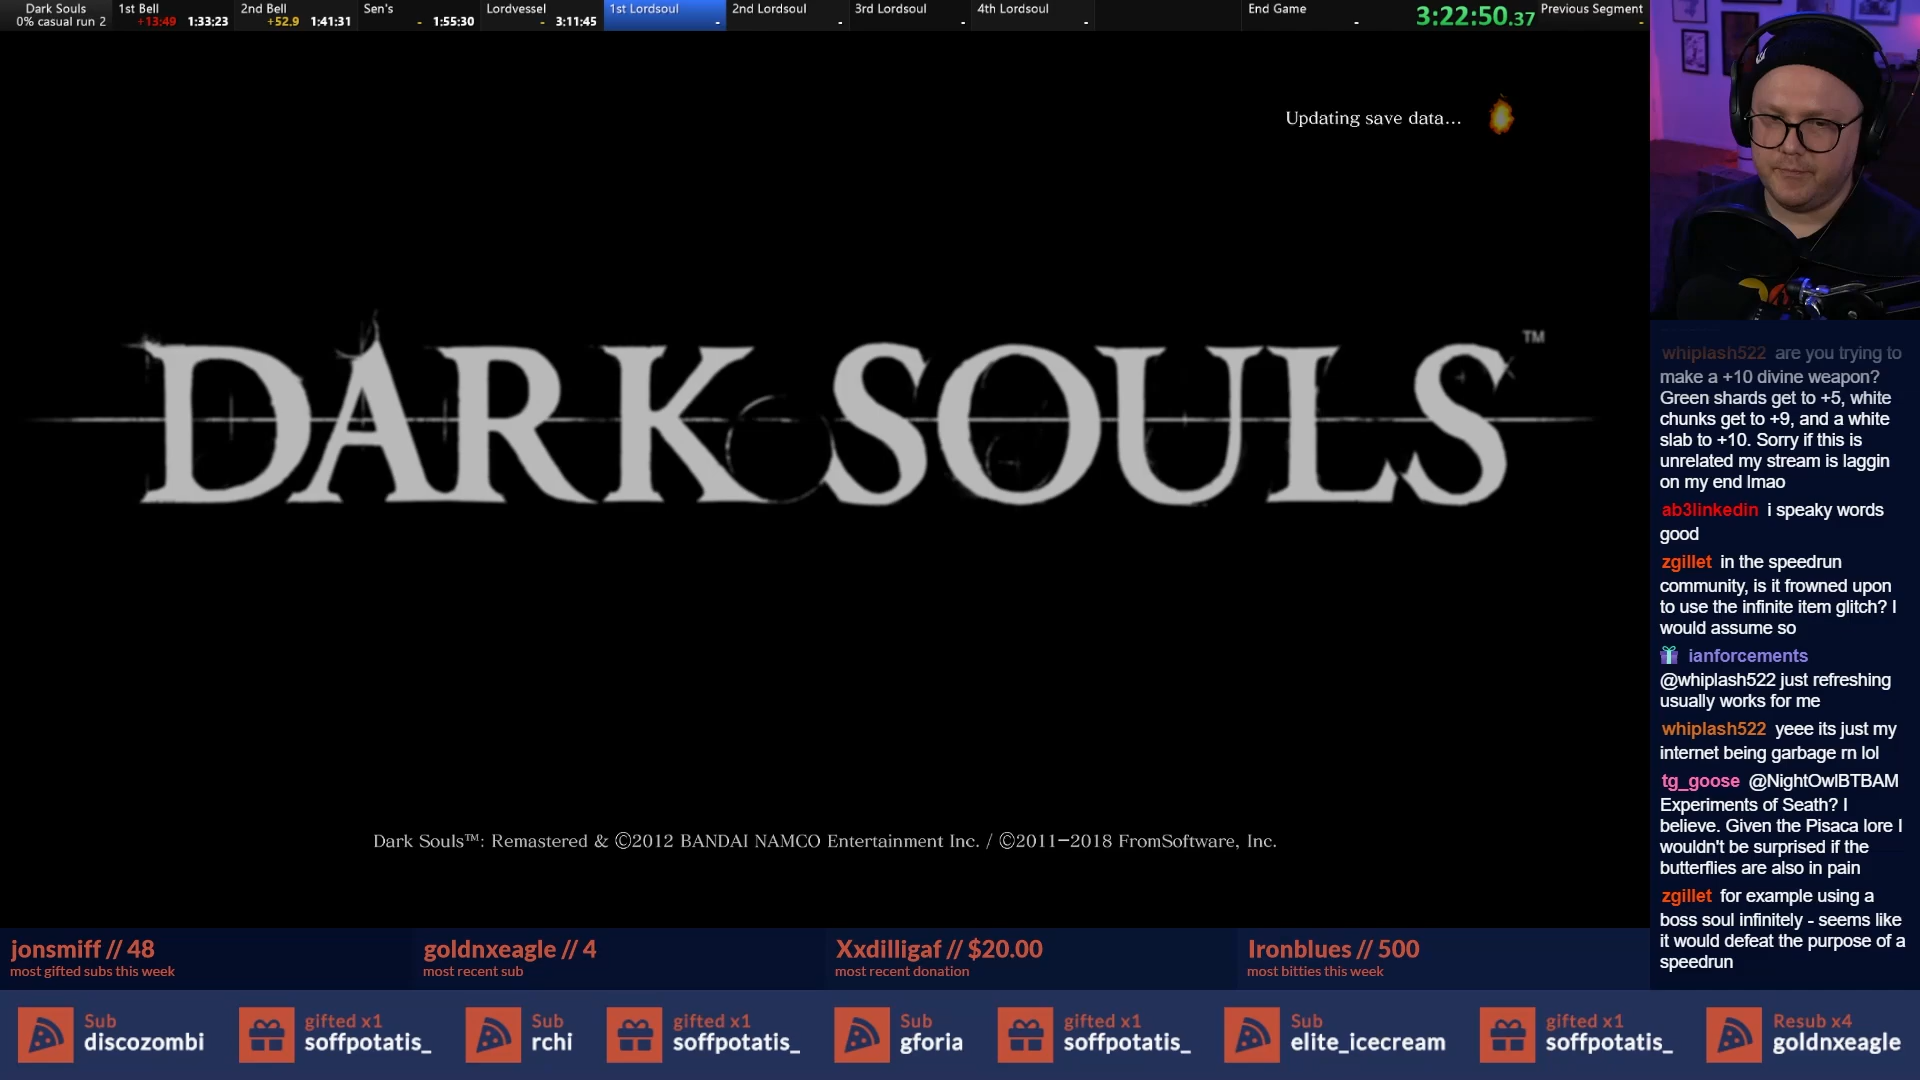 Dark Souls
0% casual run 2
1st Bell
+13:49 1:33:23
2nd Bell
+52.9 1:41:31
Sen's
- 1:55:30
Lordvessel
- 3:11:45
1st Lordsoul
-
2nd Lordsoul
-
3rd Lordsoul
-
4th Lordsoul
-
End Game
-
3:22:50.37
Previous Segment
-
Updating save data...
DARK SOULS™
Dark Souls™: Remastered & ©2012 BANDAI NAMCO Entertainment Inc. / ©2011–2018 FromSoftware, Inc.
whiplash522 are you trying to
make a +10 divine weapon?
Green shards get to +5, white
chunks get to +9, and a white
slab to +10. Sorry if this is
unrelated my stream is laggin
on my end lmao
ab3linkedin i speaky words
good
zgillet in the speedrun
community, is it frowned upon
to use the infinite item glitch? I
would assume so
ianforcements
@whiplash522 just refreshing
usually works for me
whiplash522 yeee its just my
internet being garbage rn lol
tg_goose @NightOwlBTBAM
Experiments of Seath? I
believe. Given the Pisaca lore I
wouldn't be surprised if the
butterflies are also in pain
zgillet for example using a
boss soul infinitely - seems like
it would defeat the purpose of a
speedrun
jonsmiff // 48
most gifted subs this week
goldnxeagle // 4
most recent sub
Xxdilligaf // $20.00
most recent donation
Ironblues // 500
most bitties this week
Sub
discozombi
gifted x1
soffpotatis_
Sub
rchi
gifted x1
soffpotatis_
Sub
gforia
gifted x1
soffpotatis_
Sub
elite_icecream
gifted x1
soffpotatis_
Resub x4
goldnxeagle